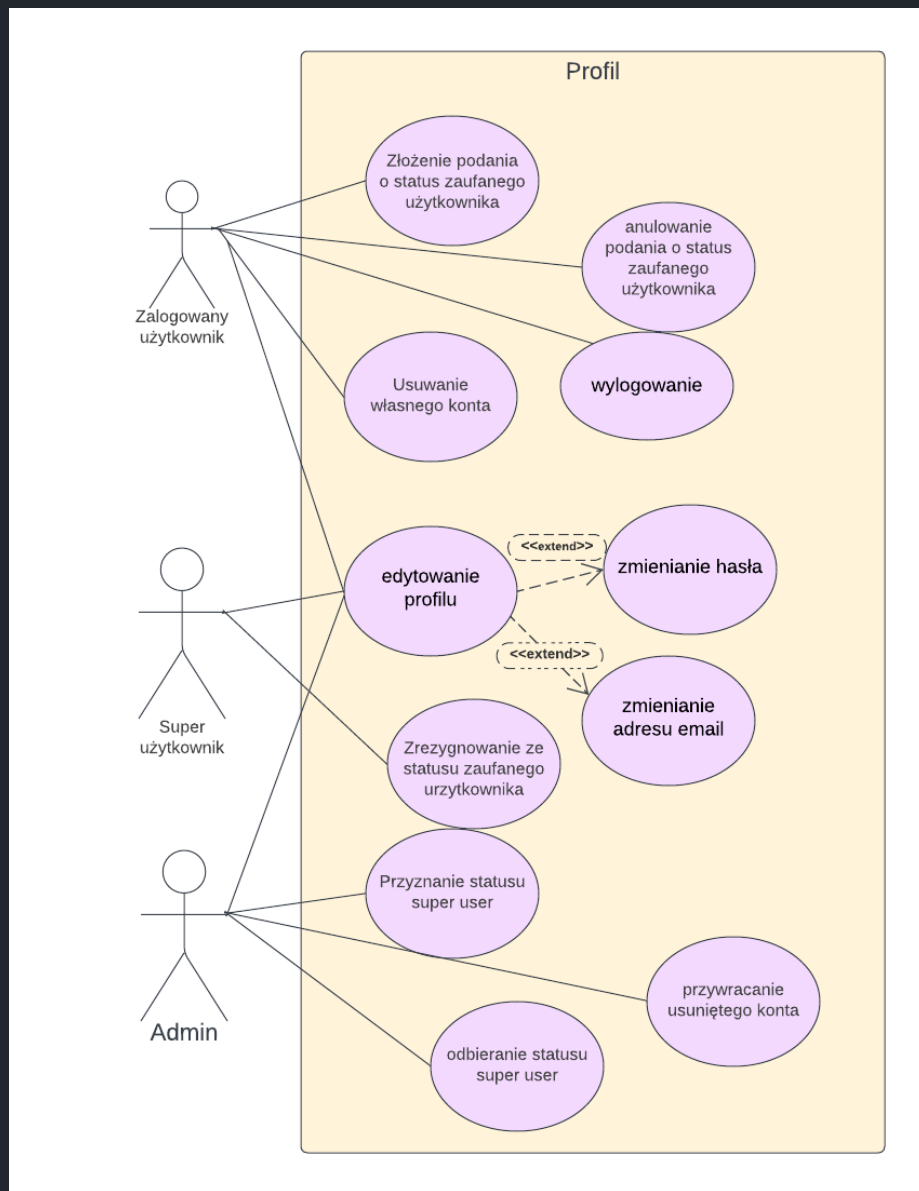 Profil
Złożenie podania
o status zaufanego
użytkownika
anulowanie
podania o status
zaufanego
użytkownika
Zalogowany
użytkownik
Usuwanie
własnego konta
wylogowanie
<<extend>>
zmienianie hasła
edytowanie
profilu
<<extend>>
zmienianie
adresu email
Super
użytkownik
Zrezygnowanie ze
statusu zaufanego
urzytkownika
Przyznanie statusu
super user
przywracanie
usuniętego konta
Admin
odbieranie statusu
super user